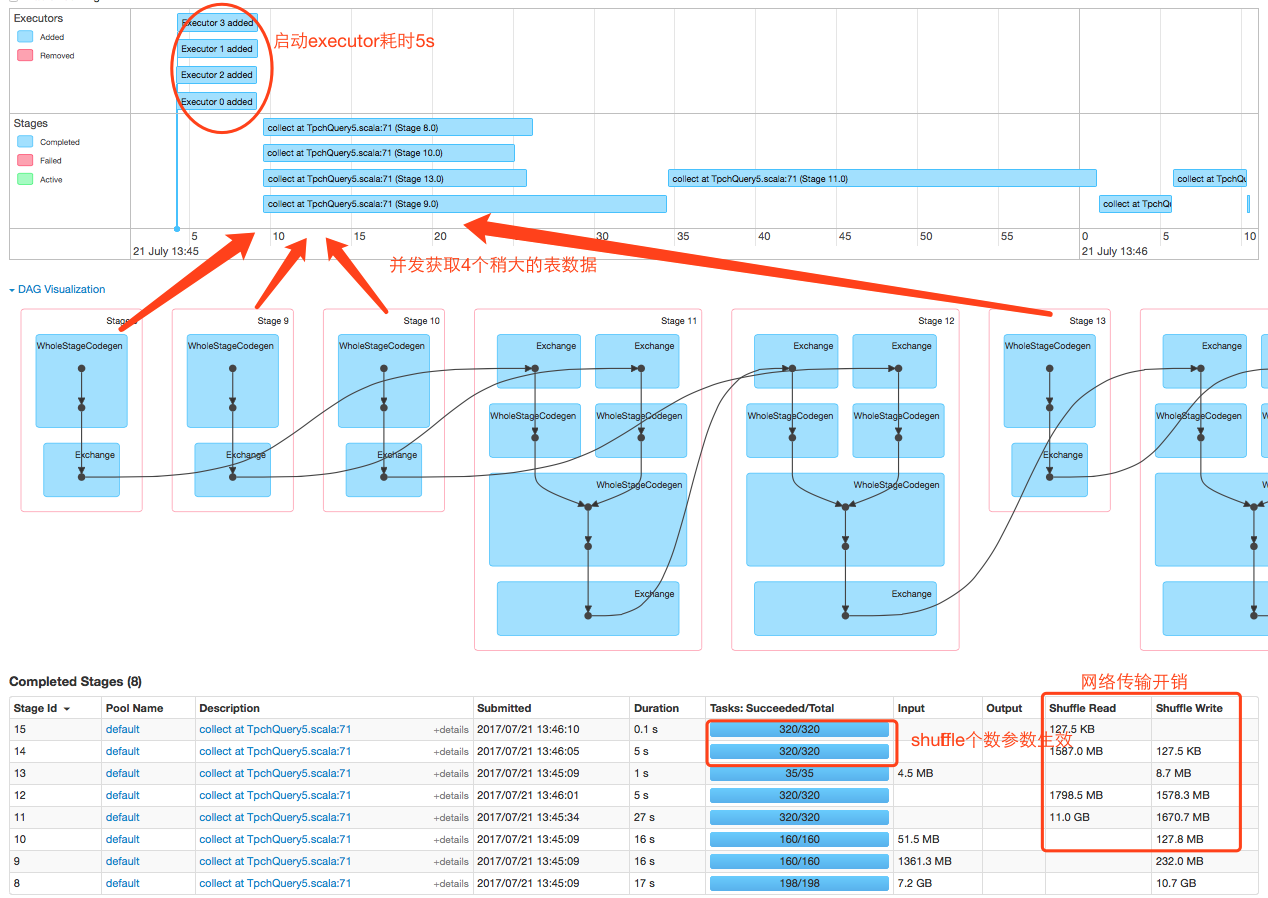 Executors
Added
Removed
Executor 3 added
Executor 1 added
Executor 2 added
Executor 0 added
启动executor耗时5s
Stages
Completed
Failed
Active
collect at TpchQuery5.scala:71 (Stage 8.0)
collect at TpchQuery5.scala:71 (Stage 10.0)
collect at TpchQuery5.scala:71 (Stage 13.0)
collect at TpchQuery5.scala:71 (Stage 11.0)
collect at TpchQu
collect at TpchQuery5.scala:71 (Stage 9.0)
collect at TpchQ
5 10 15 20 30 35 40 45 50 55 0 5 10
21 July 13:45 21 July 13:46
并发获取4个稍大的表数据
DAG Visualization
Stage 9 Stage 10 Stage 11 Stage 12 Stage 13
WholeStageCodegen WholeStageCodegen WholeStageCodegen Exchange Exchange Exchange Exchange WholeStageCodegen Exchange
WholeStageCodegen WholeStageCodegen WholeStageCodegen WholeStageCodegen WholeStageCodegen
Exchange Exchange Exchange Exchange
WholeStageCodegen WholeStageCodegen
Exchange Exchange
Completed Stages (8)
网络传输开销
Stage Id Pool Name Description Submitted Duration Tasks: Succeeded/Total Input Output Shuffle Read Shuffle Write
15 default collect at TpchQuery5.scala:71 +details 2017/07/21 13:46:10 0.1 s 320/320 127.5 KB
shuffle个数参数生效
14 default collect at TpchQuery5.scala:71 +details 2017/07/21 13:46:05 5 s 320/320 1587.0 MB 127.5 KB
13 default collect at TpchQuery5.scala:71 +details 2017/07/21 13:45:09 1 s 35/35 4.5 MB 8.7 MB
12 default collect at TpchQuery5.scala:71 +details 2017/07/21 13:46:01 5 s 320/320 1798.5 MB 1578.3 MB
11 default collect at TpchQuery5.scala:71 +details 2017/07/21 13:45:34 27 s 320/320 11.0 GB 1670.7 MB
10 default collect at TpchQuery5.scala:71 +details 2017/07/21 13:45:09 16 s 160/160 51.5 MB 127.8 MB
9 default collect at TpchQuery5.scala:71 +details 2017/07/21 13:45:09 16 s 160/160 1361.3 MB 232.0 MB
8 default collect at TpchQuery5.scala:71 +details 2017/07/21 13:45:09 17 s 198/198 7.2 GB 10.7 GB